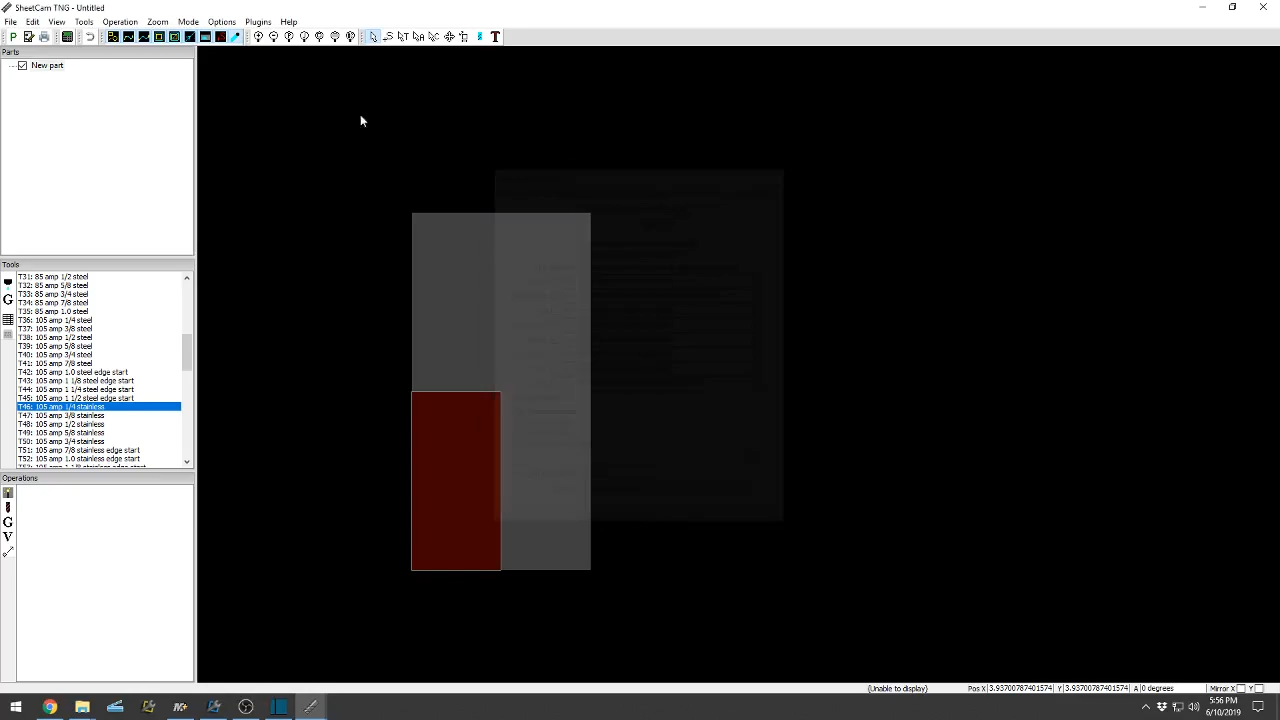 SheetCam TNG - Untitled
File Edit View Tools Operation Zoom Mode Options Plugins Help
Parts
New part
Tools
T31: 85 amp 1/2 steel
T32: 85 amp 5/8 steel
T33: 85 amp 3/4 steel
T34: 85 amp 7/8 steel
T35: 85 amp 1.0 steel
T36: 105 amp 1/4 steel
T37: 105 amp 3/8 steel
T38: 105 amp 1/2 steel
T39: 105 amp 5/8 steel
T40: 105 amp 3/4 steel
T41: 105 amp 7/8 steel
T42: 105 amp 1.0 steel edge start
T43: 105 amp 1 1/8 steel edge start
T44: 105 amp 1 1/4 steel edge start
T45: 105 amp 1 1/2 steel edge start
T46: 105 amp 1/4 stainless
T47: 105 amp 3/8 stainless
T48: 105 amp 1/2 stainless
T49: 105 amp 5/8 stainless
T50: 105 amp 3/4 stainless
T51: 105 amp 7/8 stainless edge start
T52: 105 amp 1.0 stainless edge start
T53: 105 amp 1 1/8 stainless edge start
Operations
(Unable to display) Pos X 3.93700787401574 Y 3.93700787401574 A 0 degrees Mirror X Y
5:56 PM
6/10/2019